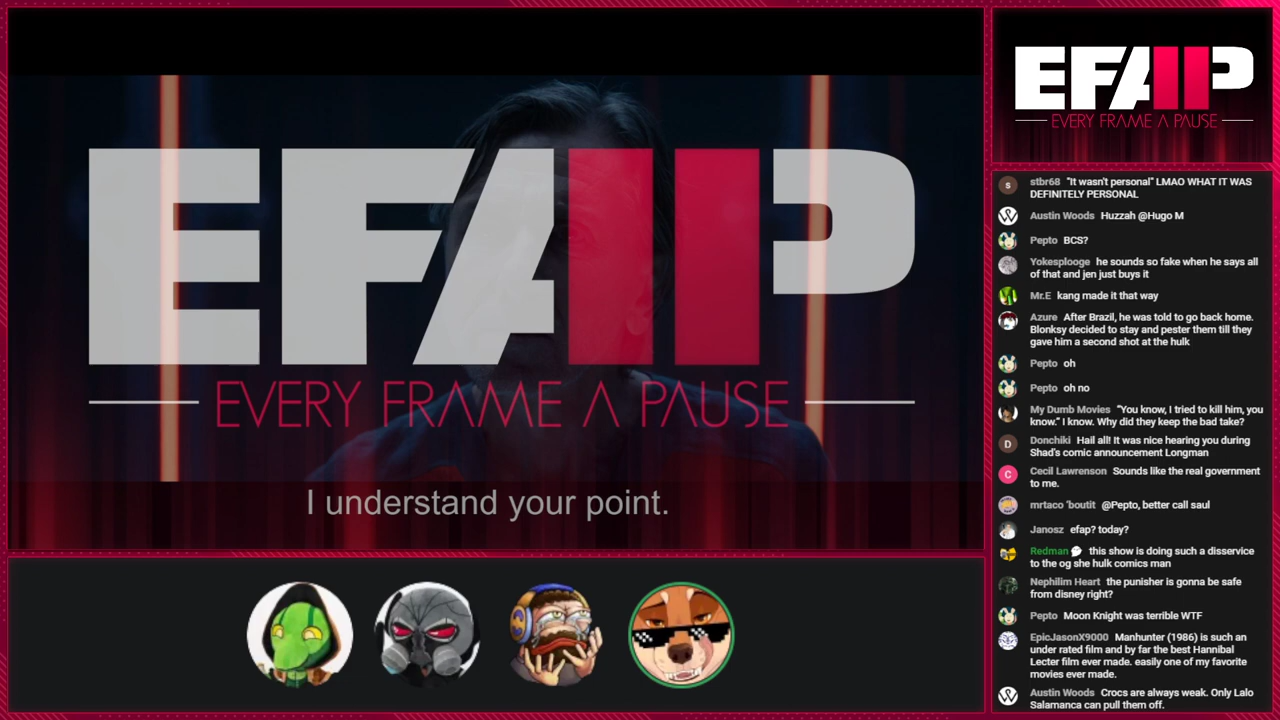 EFAP
EVERY FRAME A PAUSE
I understand your point.
EFAP
EVERY FRAME A PAUSE
S
stbr68 "It wasn't personal" LMAO WHAT IT WAS
DEFINITELY PERSONAL
Austin Woods Huzzah @Hugo M
Pepto BCS?
Yokesplooge he sounds so fake when he says all
of that and jen just buys it
Mr.E kang made it that way
Azure After Brazil, he was told to go back home.
Blonksy decided to stay and pester them till they
gave him a second shot at the hulk
Pepto oh
Pepto oh no
My Dumb Movies "You know, I tried to kill him, you
know." I know. Why did they keep the bad take?
D
Donchiki Hail all! It was nice hearing you during
Shad's comic announcement Longman
C
Cecil Lawrenson Sounds like the real government
to me.
mrtaco 'boutit @Pepto, better call saul
Janosz efap? today?
Redman this show is doing such a disservice
to the og she hulk comics man
Nephilim Heart the punisher is gonna be safe
from disney right?
Pepto Moon Knight was terrible WTF
EpicJasonX9000 Manhunter (1986) is such an
under rated film and by far the best Hannibal
Lecter film ever made. easily one of my favorite
movies ever made.
Austin Woods Crocs are always weak. Only Lalo
Salamanca can pull them off.